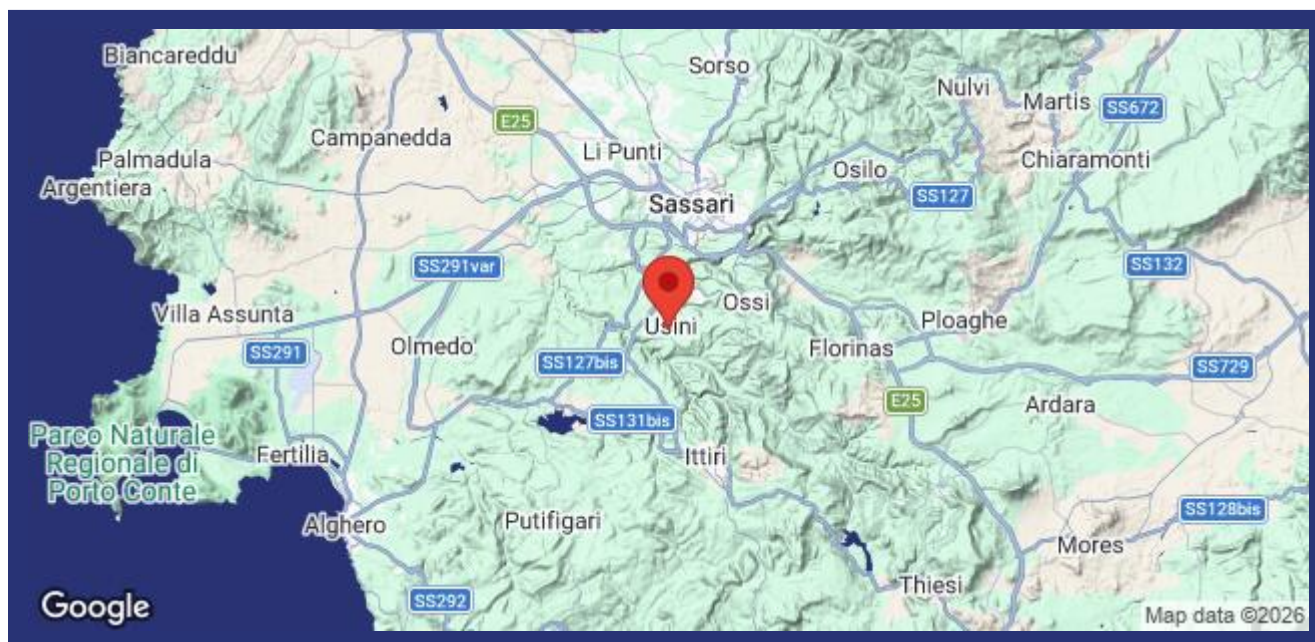 Biancareddu
Sorso
Nulvi
Martis
SS672
E25
Campanedda
Li Punti
Palmadula
Chiaramonti
Osilo
Argentiera
SS127
Sassari
SS291var
SS132
Villa Assunta
Ossi
Ploaghe
Usini
Olmedo
Florinas
SS291
SS127bis
SS729
E25
Ardara
SS131bis
Parco Naturale
Regionale di
Porto Conte
Fertilia
Ittiri
Alghero
Putifigari
SS128bis
Mores
Thiesi
SS292
Google
Map data ©2026